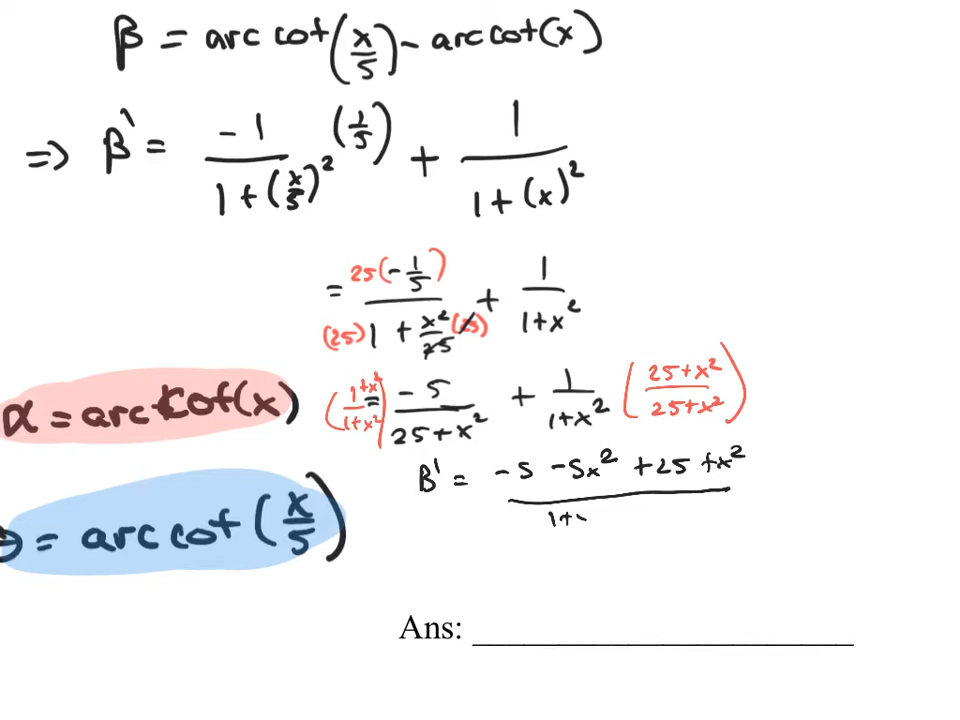 β = arc cot(x/5) - arc cot(x)
⇒ β' = -1/(1+(x/5)²) (1/5) + 1/(1+(x)²)
= 25(-1/5)/((25)1 + x²/25 (25)) + 1/(1+x²)
α = arc cot(x)
((1+x²)/(1+x²)) = -5/(25+x²) + 1/(1+x²) ((25+x²)/(25+x²))
B' = (-5 -5x² +25 +x²)/(1+
θ = arc cot(x/5)
Ans: ____________________